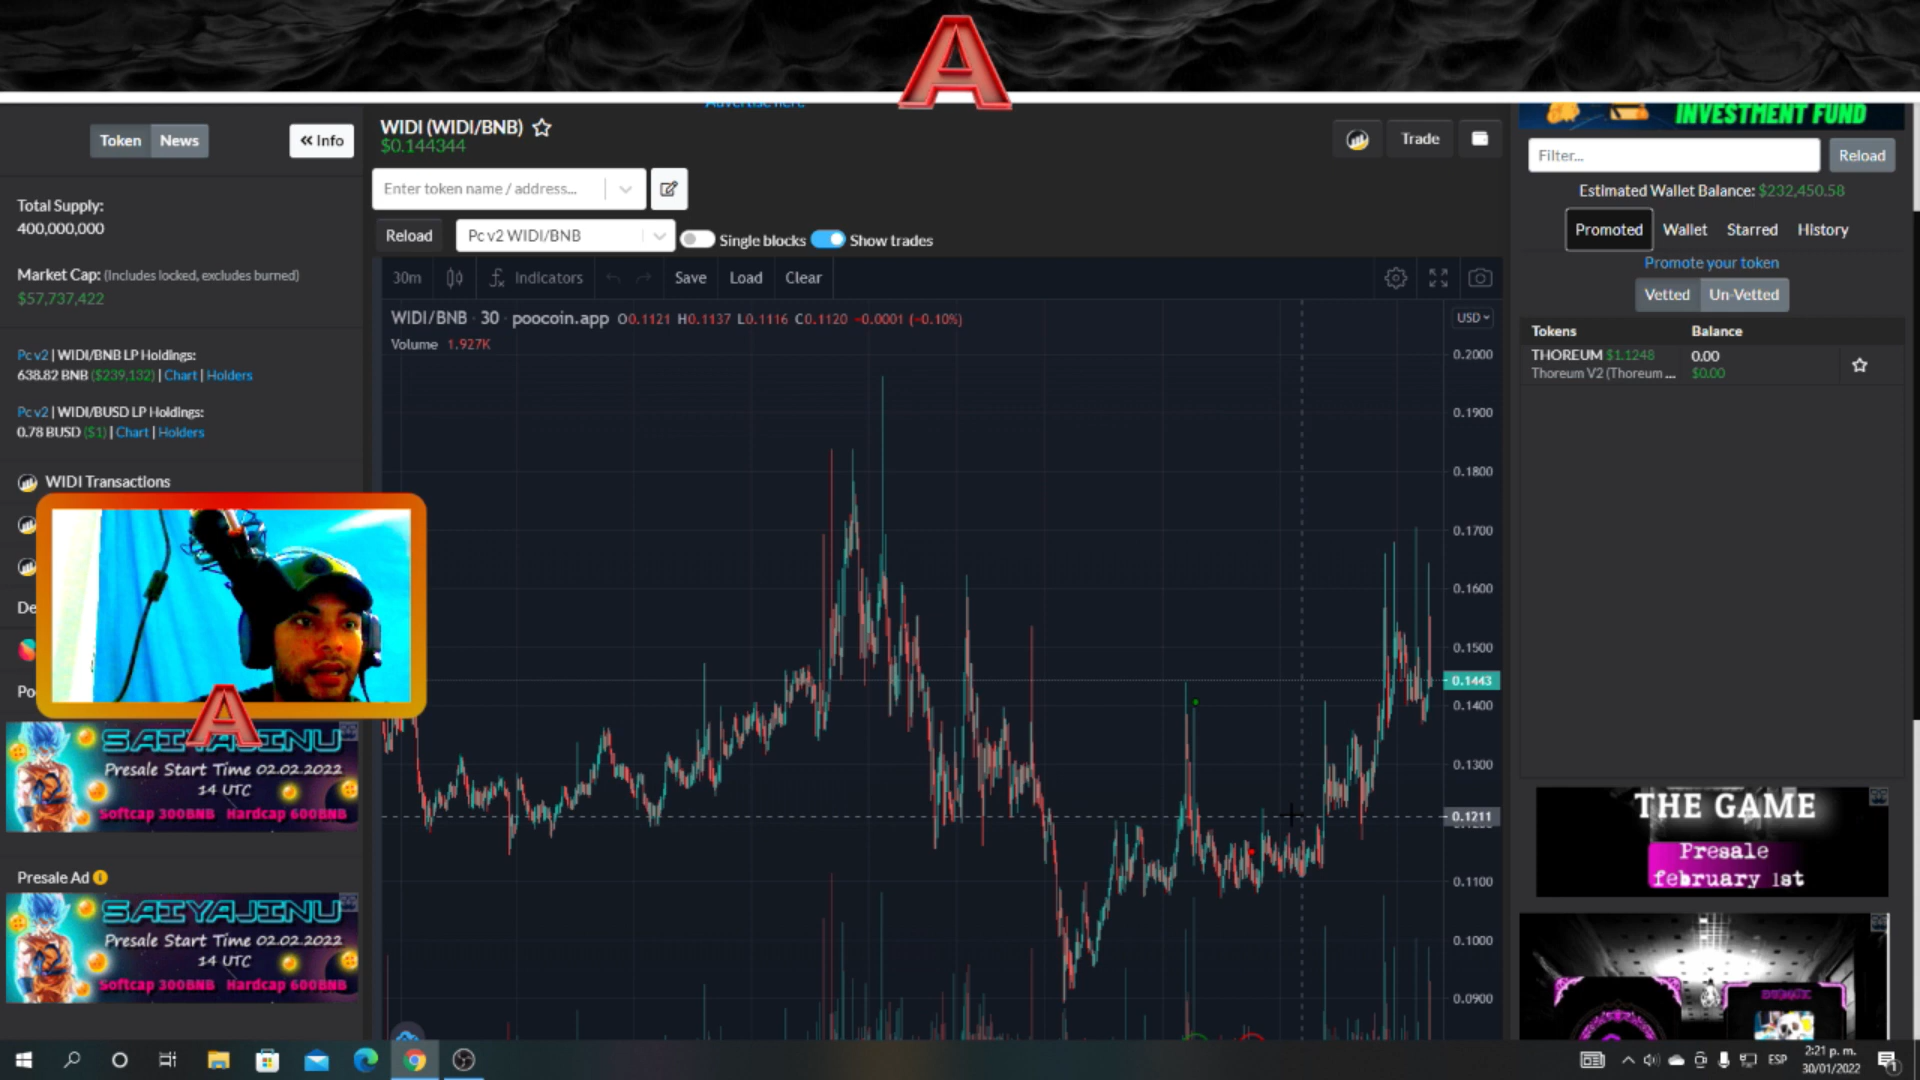 A
Advertise here
Token
News
« Info
Total Supply:
400,000,000
Market Cap: (Includes locked, excludes burned)
$57,737,422
Pc v2 | WIDI/BNB LP Holdings:
638.82 BNB ($239,132) | Chart | Holders
Pc v2 | WIDI/BUSD LP Holdings:
0.78 BUSD ($1) | Chart | Holders
WIDI Transactions
De
Po
A
SAIYAJINU
Presale Start Time 02.02.2022
14 UTC
Softcap 300BNB Hardcap 600BNB
Presale Ad
SAIYAJINU
Presale Start Time 02.02.2022
14 UTC
Softcap 300BNB Hardcap 600BNB
WIDI (WIDI/BNB)
$0.144344
Trade
Enter token name / address...
Reload
Pc v2 WIDI/BNB
Single blocks
Show trades
30m
Indicators
Save
Load
Clear
WIDI/BNB · 30 · poocoin.app O0.1121 H0.1137 L0.1116 C0.1120 -0.0001 (-0.10%)
Volume 1.927K
USD
0.2000
0.1900
0.1800
0.1700
0.1600
0.1500
0.1443
0.1400
0.1300
0.1211
0.1100
0.1000
0.0900
INVESTMENT FUND
Filter...
Reload
Estimated Wallet Balance: $232,450.58
Promoted
Wallet
Starred
History
Promote your token
Vetted
Un-Vetted
Tokens
Balance
THOREUM $1.1248
0.00
Thoreum V2 (Thoreum ...
$0.00
THE GAME
Presale
february 1st
ESP
2:21 p. m.
30/01/2022
1